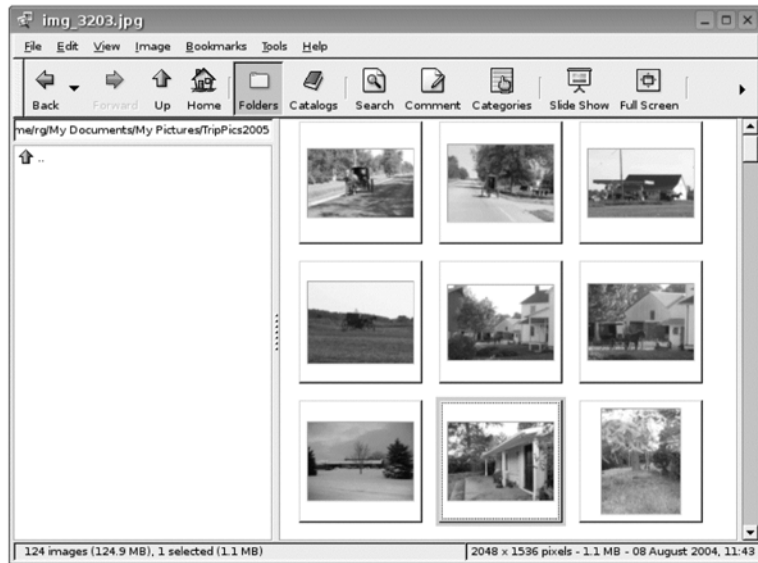 img_3203.jpg
File Edit View Image Bookmarks Tools Help
Back Forward Up Home Folders Catalogs Search Comment Categories Slide Show Full Screen
me/rg/My Documents/My Pictures/TripPics2005
..
124 images (124.9 MB), 1 selected (1.1 MB)
2048 x 1536 pixels - 1.1 MB - 08 August 2004, 11:43